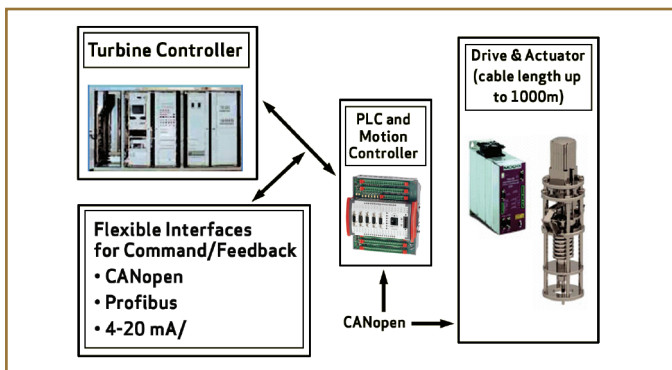 Turbine Controller
Flexible Interfaces
for Command/Feedback
• CANopen
• Profibus
• 4-20 mA/
PLC and
Motion
Controller
CANopen
Drive & Actuator
(cable length up
to 1000m)